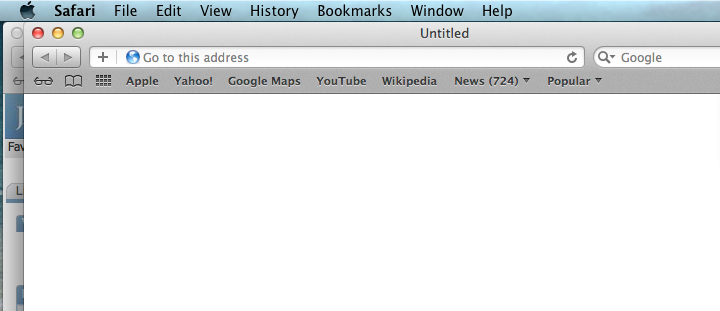 Safari File Edit View History Bookmarks Window Help
Untitled
Go to this address Google
Apple Yahoo! Google Maps YouTube Wikipedia News (724) Popular
J
Fav
L